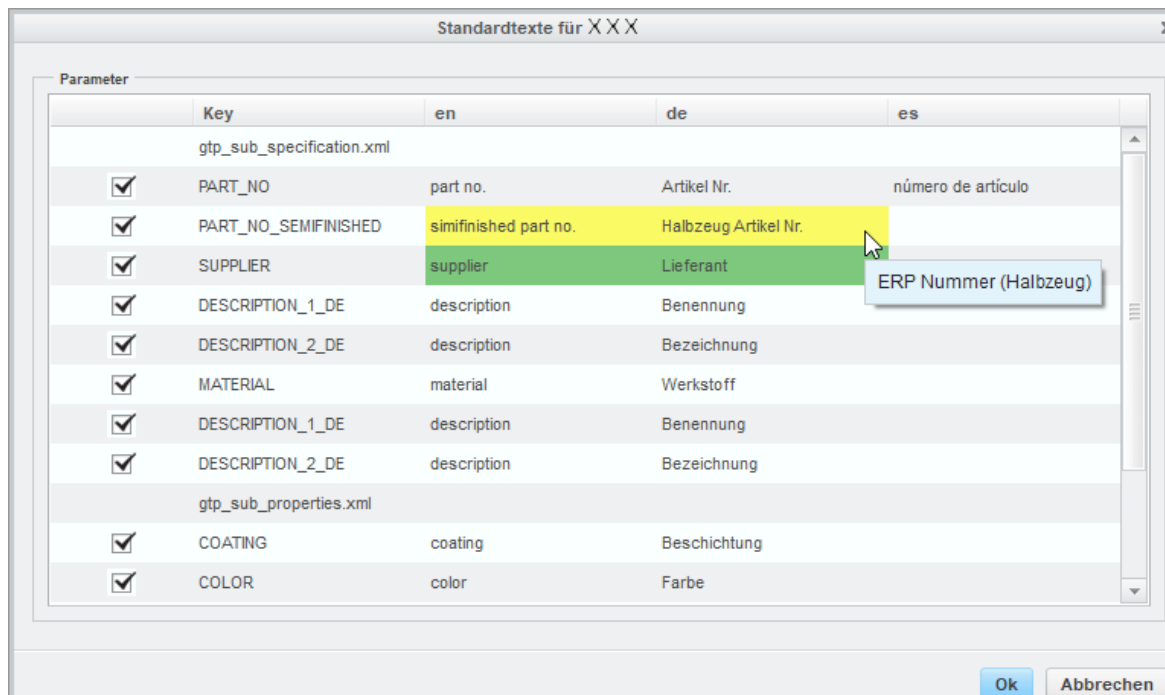 Standardtexte für X X X
Parameter
Key en de es
gtp_sub_specification.xml
PART_NO part no. Artikel Nr. número de artículo
PART_NO_SEMIFINISHED simifinished part no. Halbzeug Artikel Nr.
SUPPLIER supplier Lieferant
ERP Nummer (Halbzeug)
DESCRIPTION_1_DE description Benennung
DESCRIPTION_2_DE description Bezeichnung
MATERIAL material Werkstoff
DESCRIPTION_1_DE description Benennung
DESCRIPTION_2_DE description Bezeichnung
gtp_sub_properties.xml
COATING coating Beschichtung
COLOR color Farbe
Ok Abbrechen